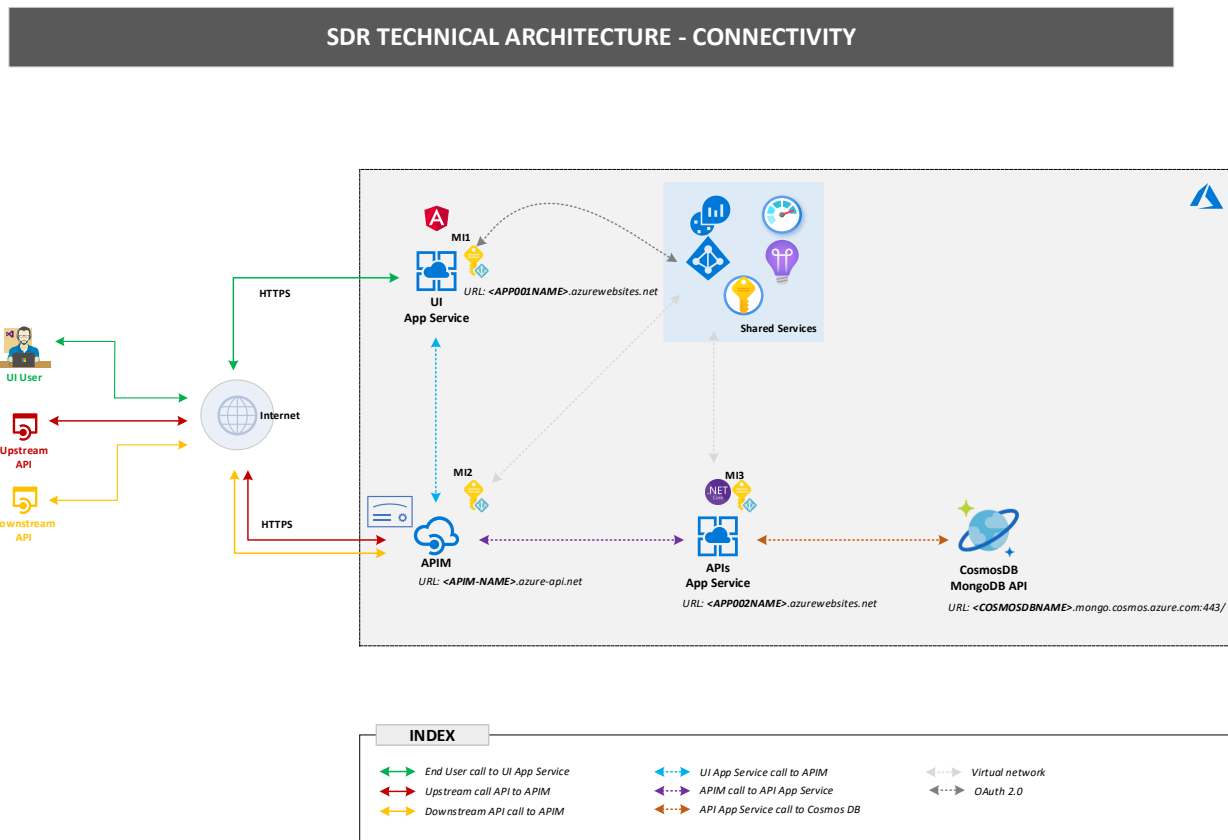 SDR TECHNICAL ARCHITECTURE - CONNECTIVITY
MI1
HTTPS
URL: <APP001NAME>.azurewebsites.net
UI
App Service
Shared Services
UI User
Internet
Upstream
API
MI2
MI3
.NET
Core
HTTPS
ownstream
API
APIM
URL: <APIM-NAME>.azure-api.net
APIs
App Service
URL: <APP002NAME>.azurewebsites.net
CosmosDB
MongoDB API
URL: <COSMOSDBNAME>.mongo.cosmos.azure.com:443/
INDEX
End User call to UI App Service
Upstream call API to APIM
Downstream API call to APIM
UI App Service call to APIM
APIM call to API App Service
API App Service call to Cosmos DB
Virtual network
OAuth 2.0